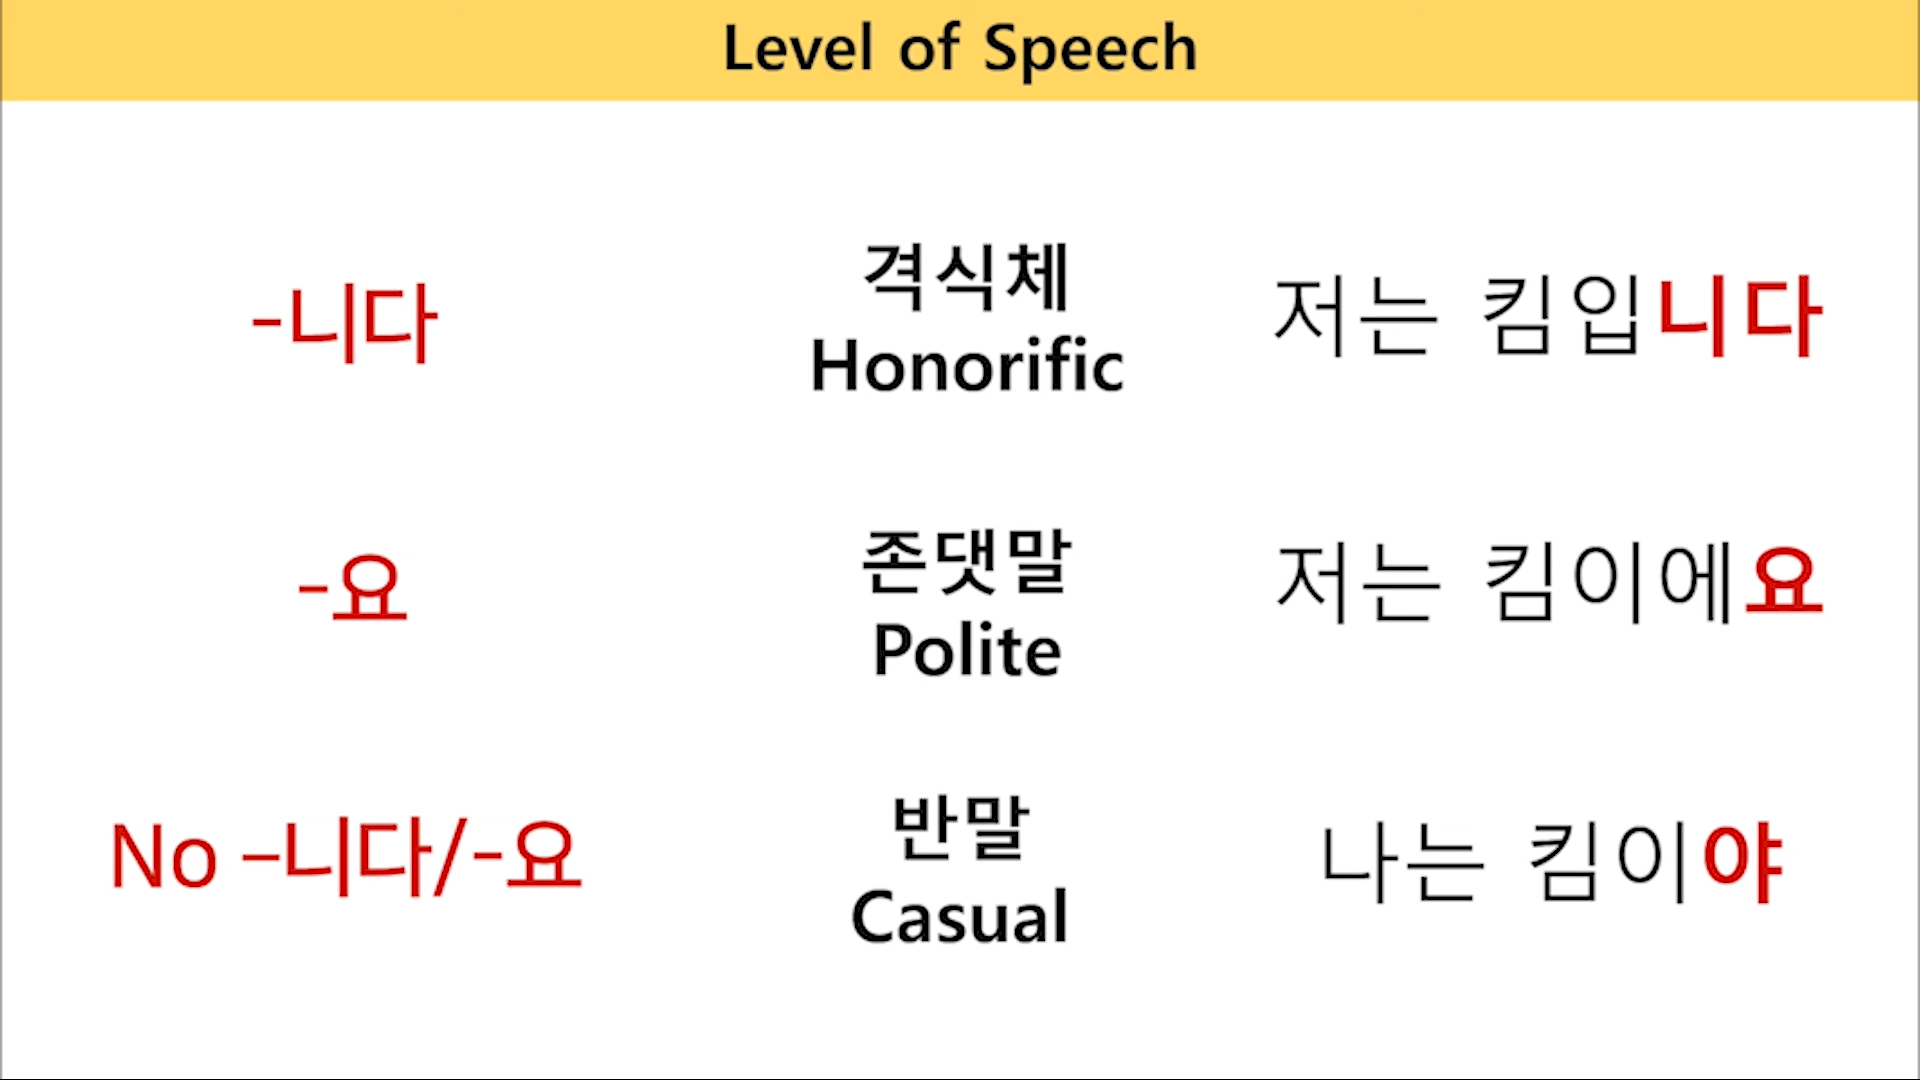 Level of Speech
-니다
격식체
Honorific
저는 킴입니다
-요
존댓말
Polite
저는 킴이에요
No –니다/-요
반말
Casual
나는 킴이야